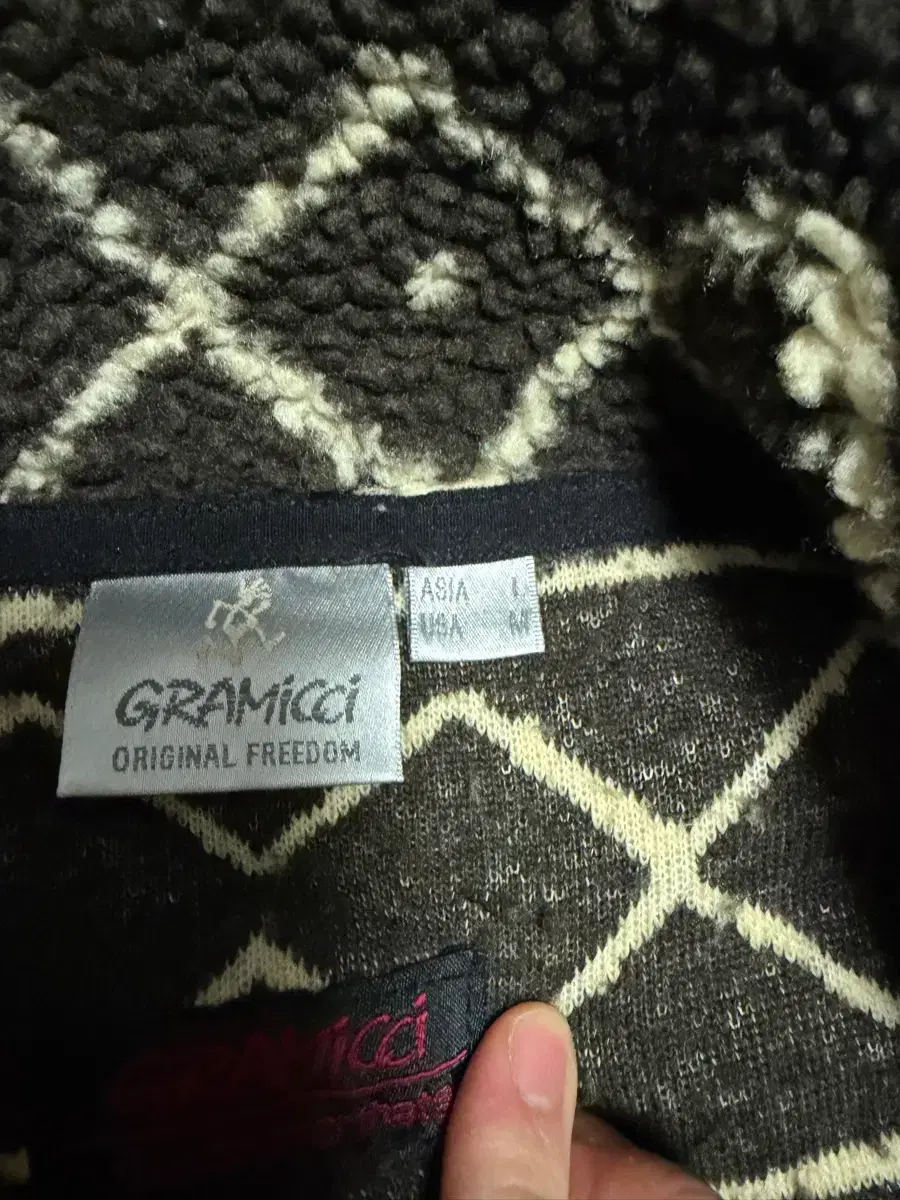 GRAMiCCi
ORIGINAL FREEDOM
ASIA L
USA M
GRAMiCCi